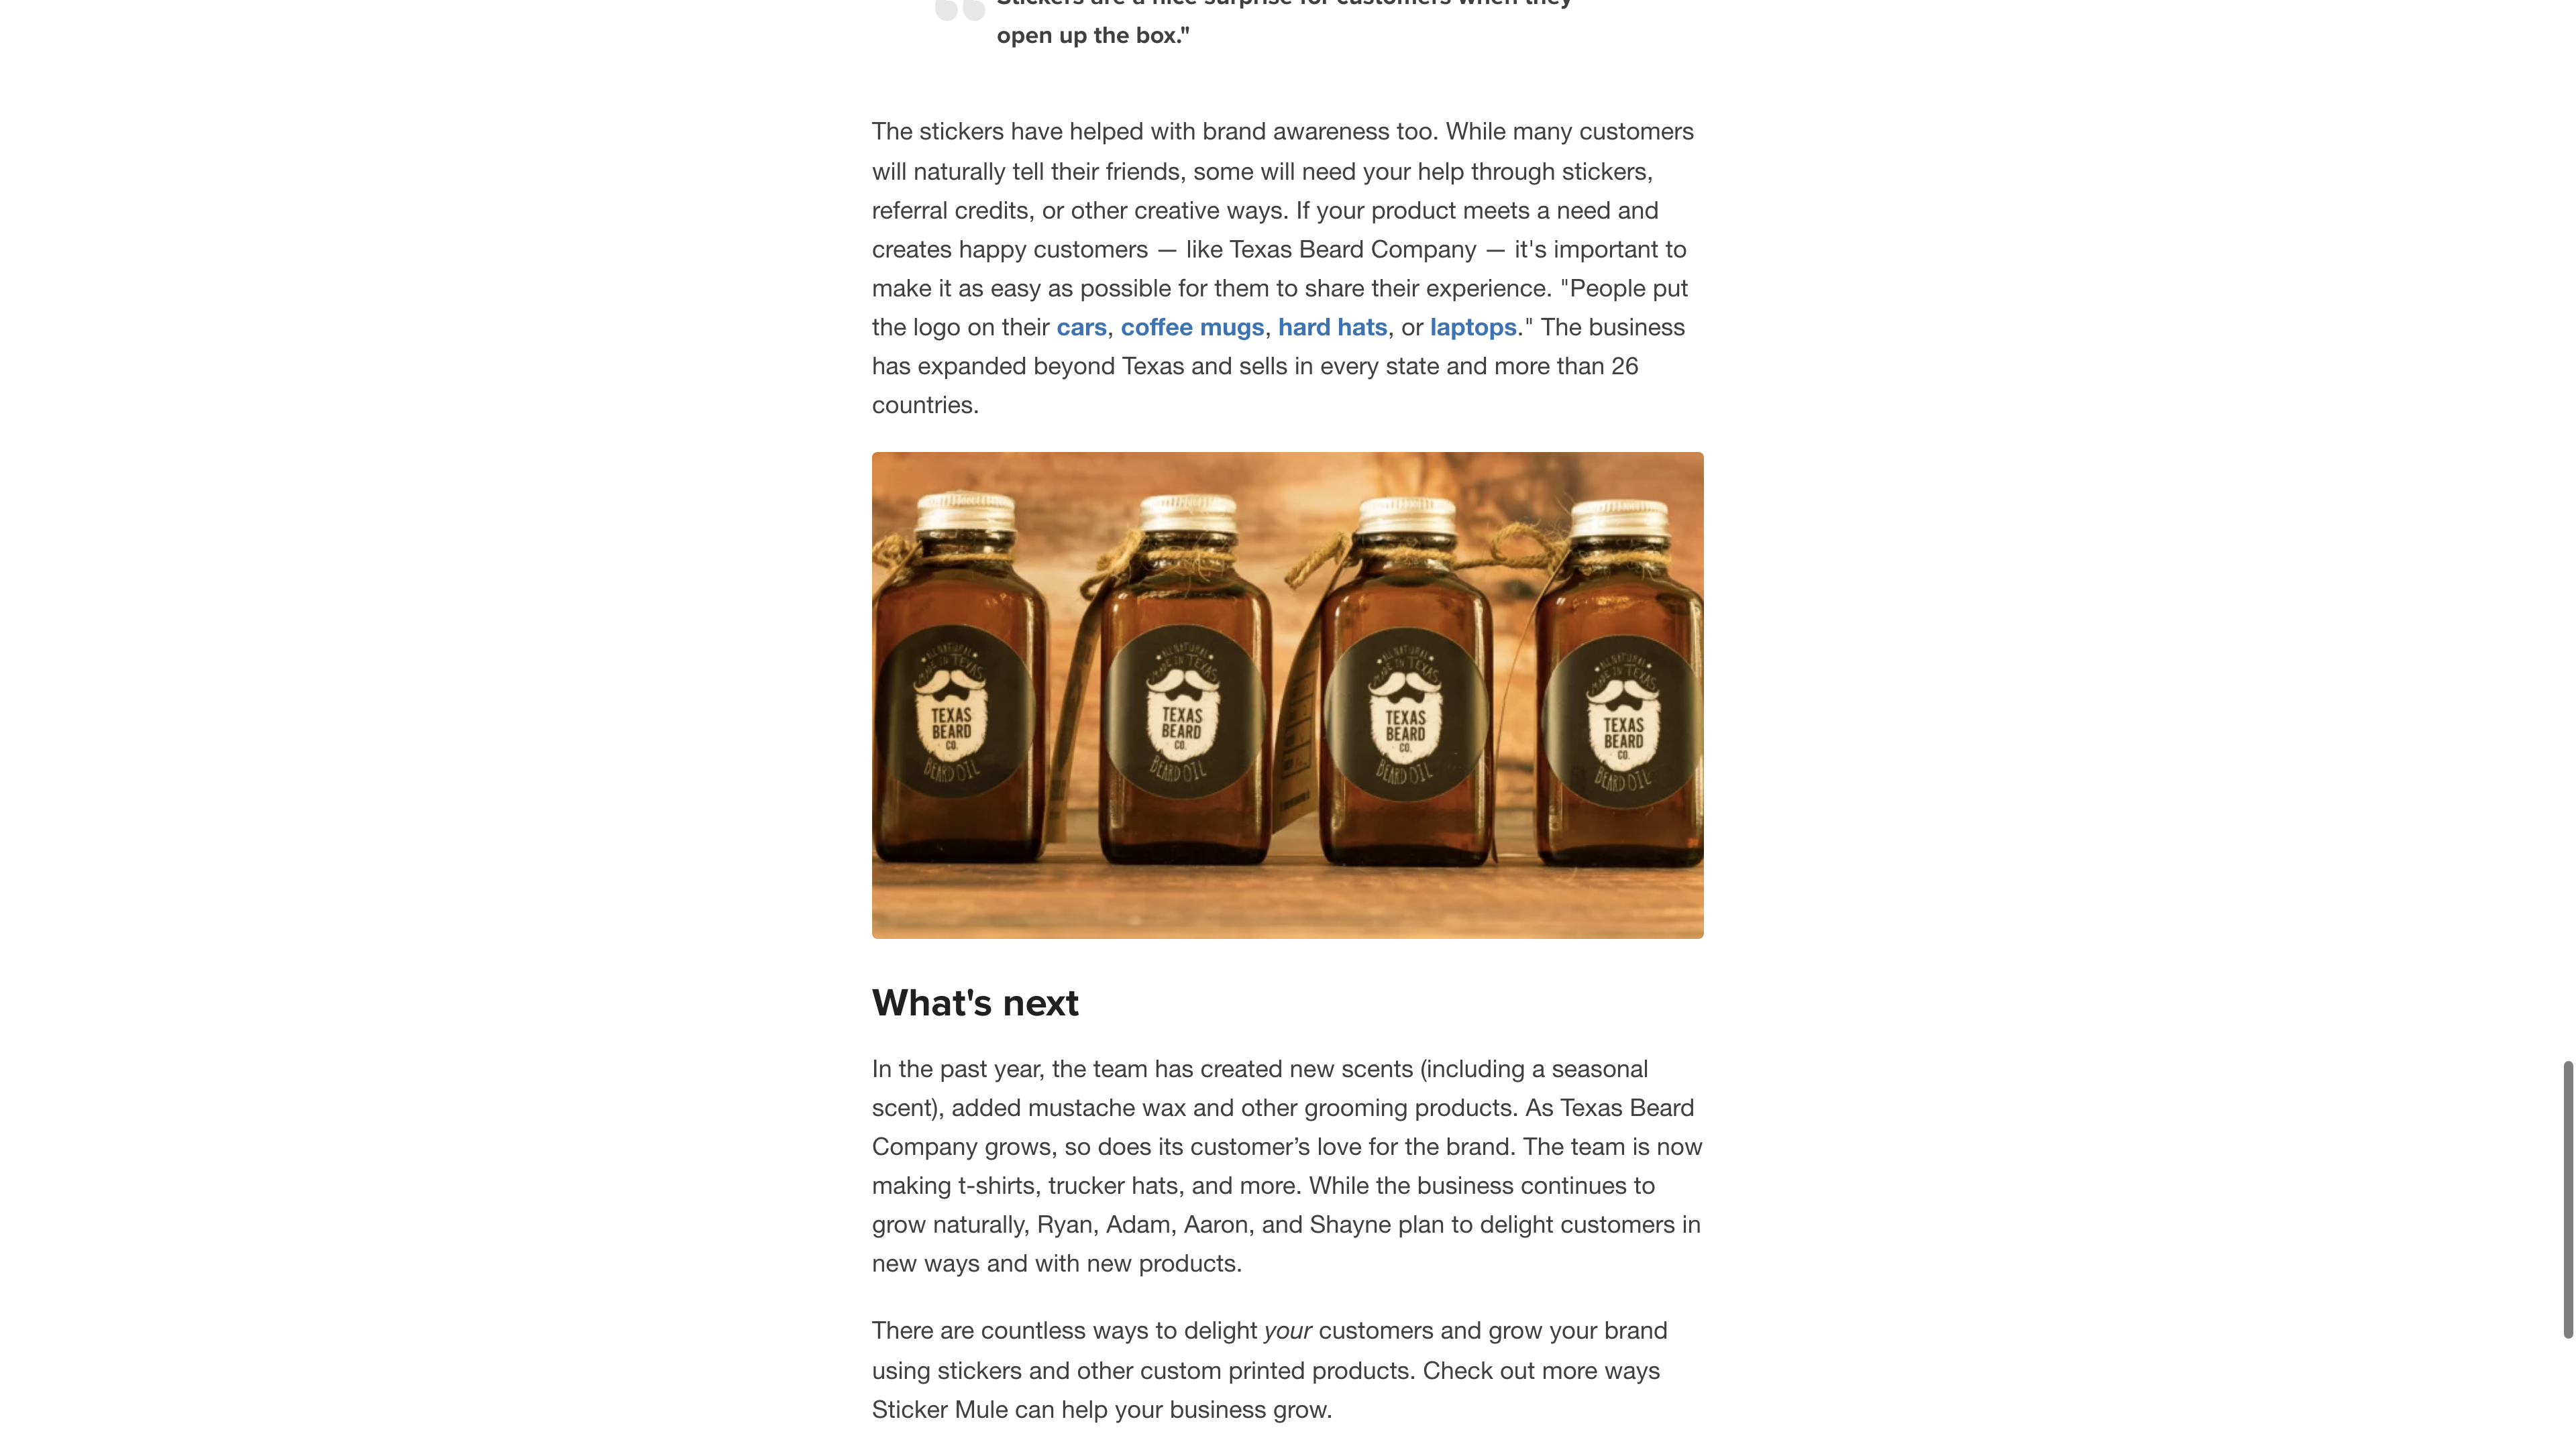 Stickers are a nice surprise for customers when they
open up the box."
The stickers have helped with brand awareness too. While many customers
will naturally tell their friends, some will need your help through stickers,
referral credits, or other creative ways. If your product meets a need and
creates happy customers — like Texas Beard Company — it's important to
make it as easy as possible for them to share their experience. "People put
the logo on their cars, coffee mugs, hard hats, or laptops." The business
has expanded beyond Texas and sells in every state and more than 26
countries.
ALL NATURAL
MADE IN TEXAS
TEXAS
BEARD
CO.
BEARD OIL
ALL NATURAL
MADE IN TEXAS
TEXAS
BEARD
CO.
BEARD OIL
ALL NATURAL
MADE IN TEXAS
TEXAS
BEARD
CO.
BEARD OIL
ALL NATURAL
MADE IN TEXAS
TEXAS
BEARD
CO.
BEARD OIL
What's next
In the past year, the team has created new scents (including a seasonal
scent), added mustache wax and other grooming products. As Texas Beard
Company grows, so does its customer’s love for the brand. The team is now
making t-shirts, trucker hats, and more. While the business continues to
grow naturally, Ryan, Adam, Aaron, and Shayne plan to delight customers in
new ways and with new products.
There are countless ways to delight your customers and grow your brand
using stickers and other custom printed products. Check out more ways
Sticker Mule can help your business grow.